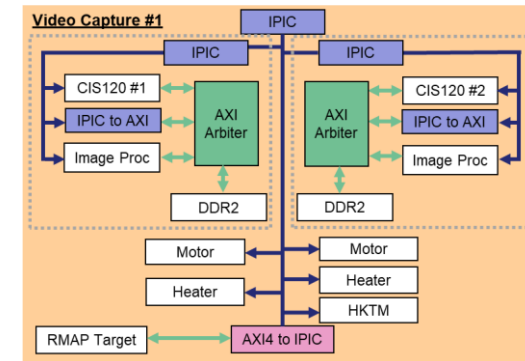 Video Capture #1
IPIC
IPIC
IPIC
CIS120 #1
IPIC to AXI
Image Proc
AXI
Arbiter
DDR2
AXI
Arbiter
CIS120 #2
IPIC to AXI
Image Proc
DDR2
Motor
Motor
Heater
Heater
HKTM
RMAP Target
AXI4 to IPIC